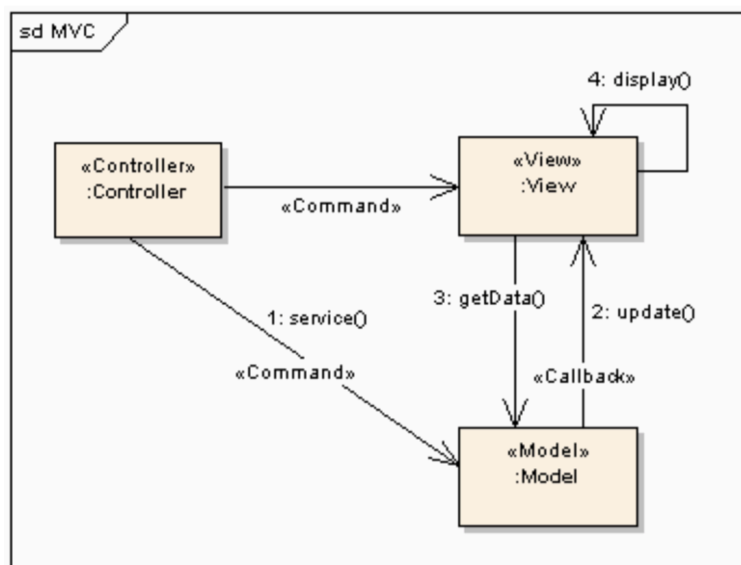 sd MVC
4: display()
«Controller»
:Controller
«View»
:View
«Command»
3: getData()
2: update()
1: service()
«Command»
«Callback»
«Model»
:Model